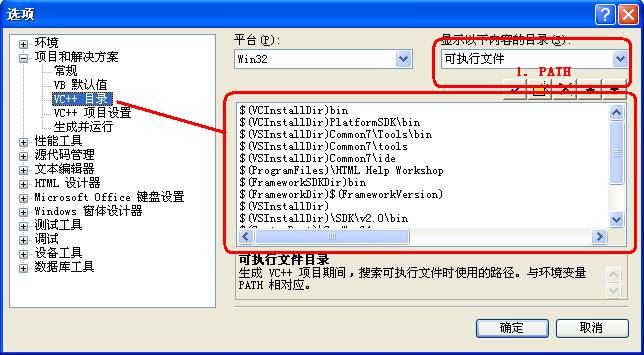 选项
环境
项目和解决方案
常规
VB 默认值
VC++ 目录
VC++ 项目设置
生成并运行
性能工具
源代码管理
文本编辑器
HTML 设计器
Microsoft Office 键盘设置
Windows 窗体设计器
测试工具
调试
设备工具
数据库工具
平台(P):
Win32
显示以下内容的目录(S):
可执行文件
1. PATH
$(VCInstallDir)bin
$(VCInstallDir)PlatformSDK\bin
$(VSInstallDir)Common7\Tools\bin
$(VSInstallDir)Common7\tools
$(VSInstallDir)Common7\ide
$(ProgramFiles)\HTML Help Workshop
$(FrameworkSDKDir)bin
$(FrameworkDir)$(FrameworkVersion)
$(VSInstallDir)
$(VSInstallDir)\SDK\v2.0\bin
可执行文件目录
生成 VC++ 项目期间，搜索可执行文件时使用的路径。与环境变量
PATH 相对应。
确定
取消